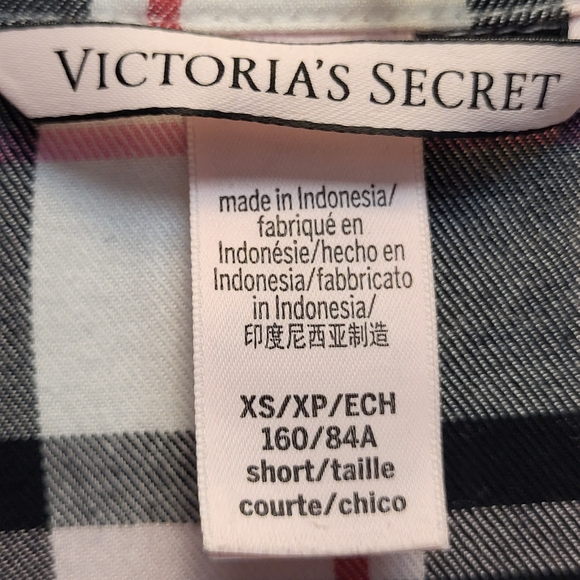 VICTORIA'S SECRET
made in Indonesia/
fabriqué en
Indonésie/hecho en
Indonesia/fabbricato
in Indonesia/
印度尼西亚制造
XS/XP/ECH
160/84A
short/taille
courte/chico